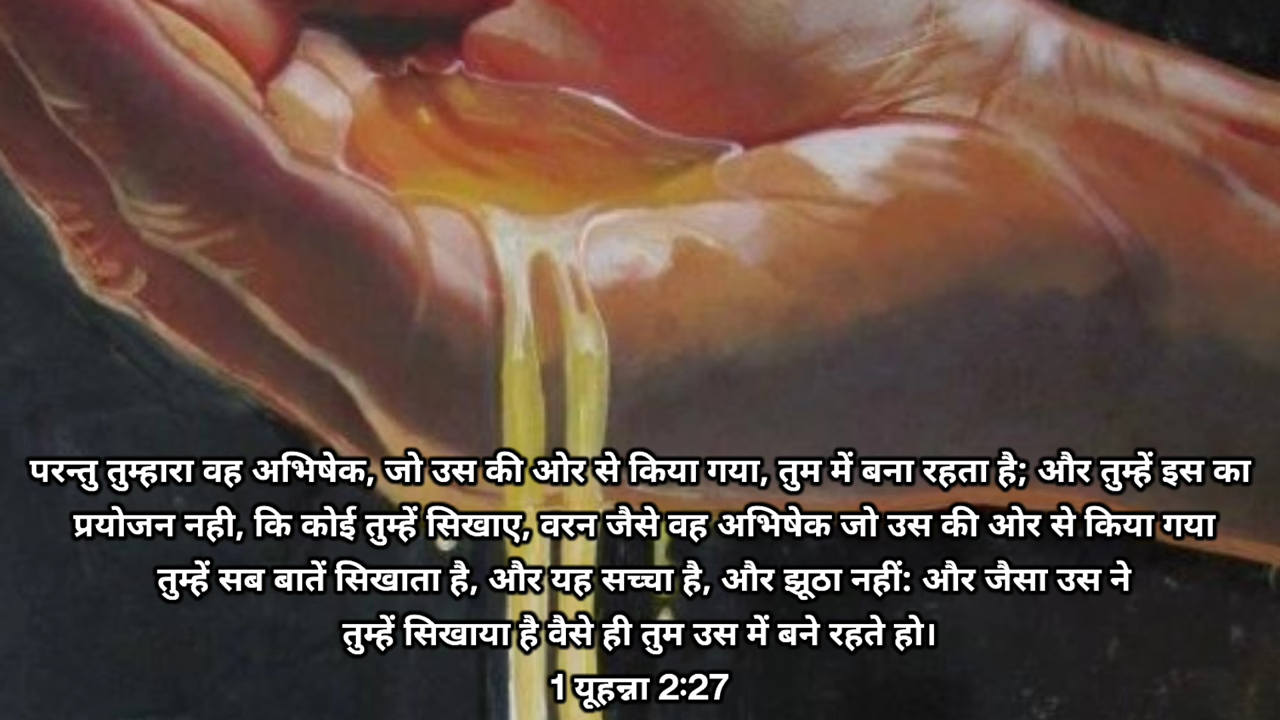 परन्तु तुम्हारा वह अभिषेक, जो उस की ओर से किया गया, तुम में बना रहता है; और तुम्हें इस का
प्रयोजन नही, कि कोई तुम्हें सिखाए, वरन जैसे वह अभिषेक जो उस की ओर से किया गया
तुम्हें सब बातें सिखाता है, और यह सच्चा है, और झूठा नहीं: और जैसा उस ने
तुम्हें सिखाया है वैसे ही तुम उस में बने रहते हो।
1 यूहन्ना 2:27